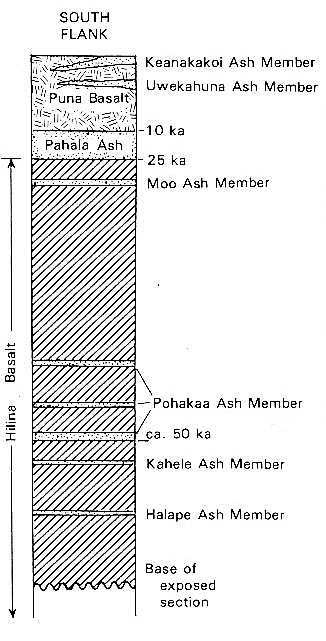 SOUTH
FLANK
Keanakakoi Ash Member
Uwekahuna Ash Member
Puna Basalt
10 ka
Pahala Ash
25 ka
Moo Ash Member
Hilina Basalt
Pohakaa Ash Member
ca. 50 ka
Kahele Ash Member
Halape Ash Member
Base of
exposed
section